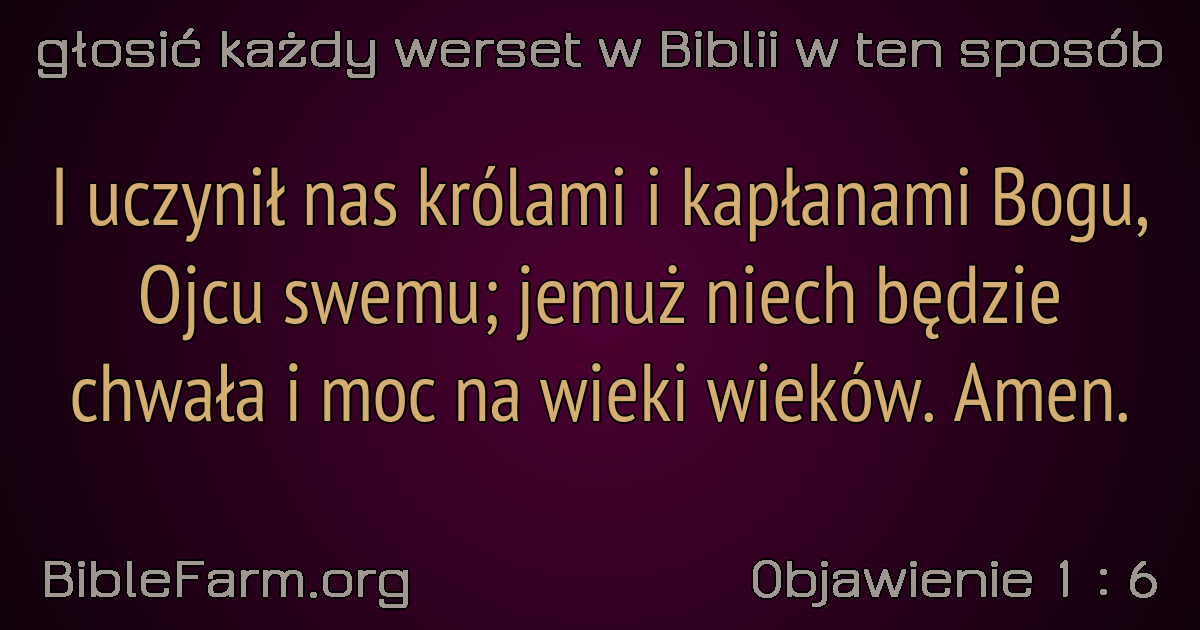 głosić każdy werset w Biblii w ten sposób
I uczynił nas królami i kapłanami Bogu,
Ojcu swemu; jemuż niech będzie
chwała i moc na wieki wieków. Amen.
BibleFarm.org
Objawienie 1 : 6